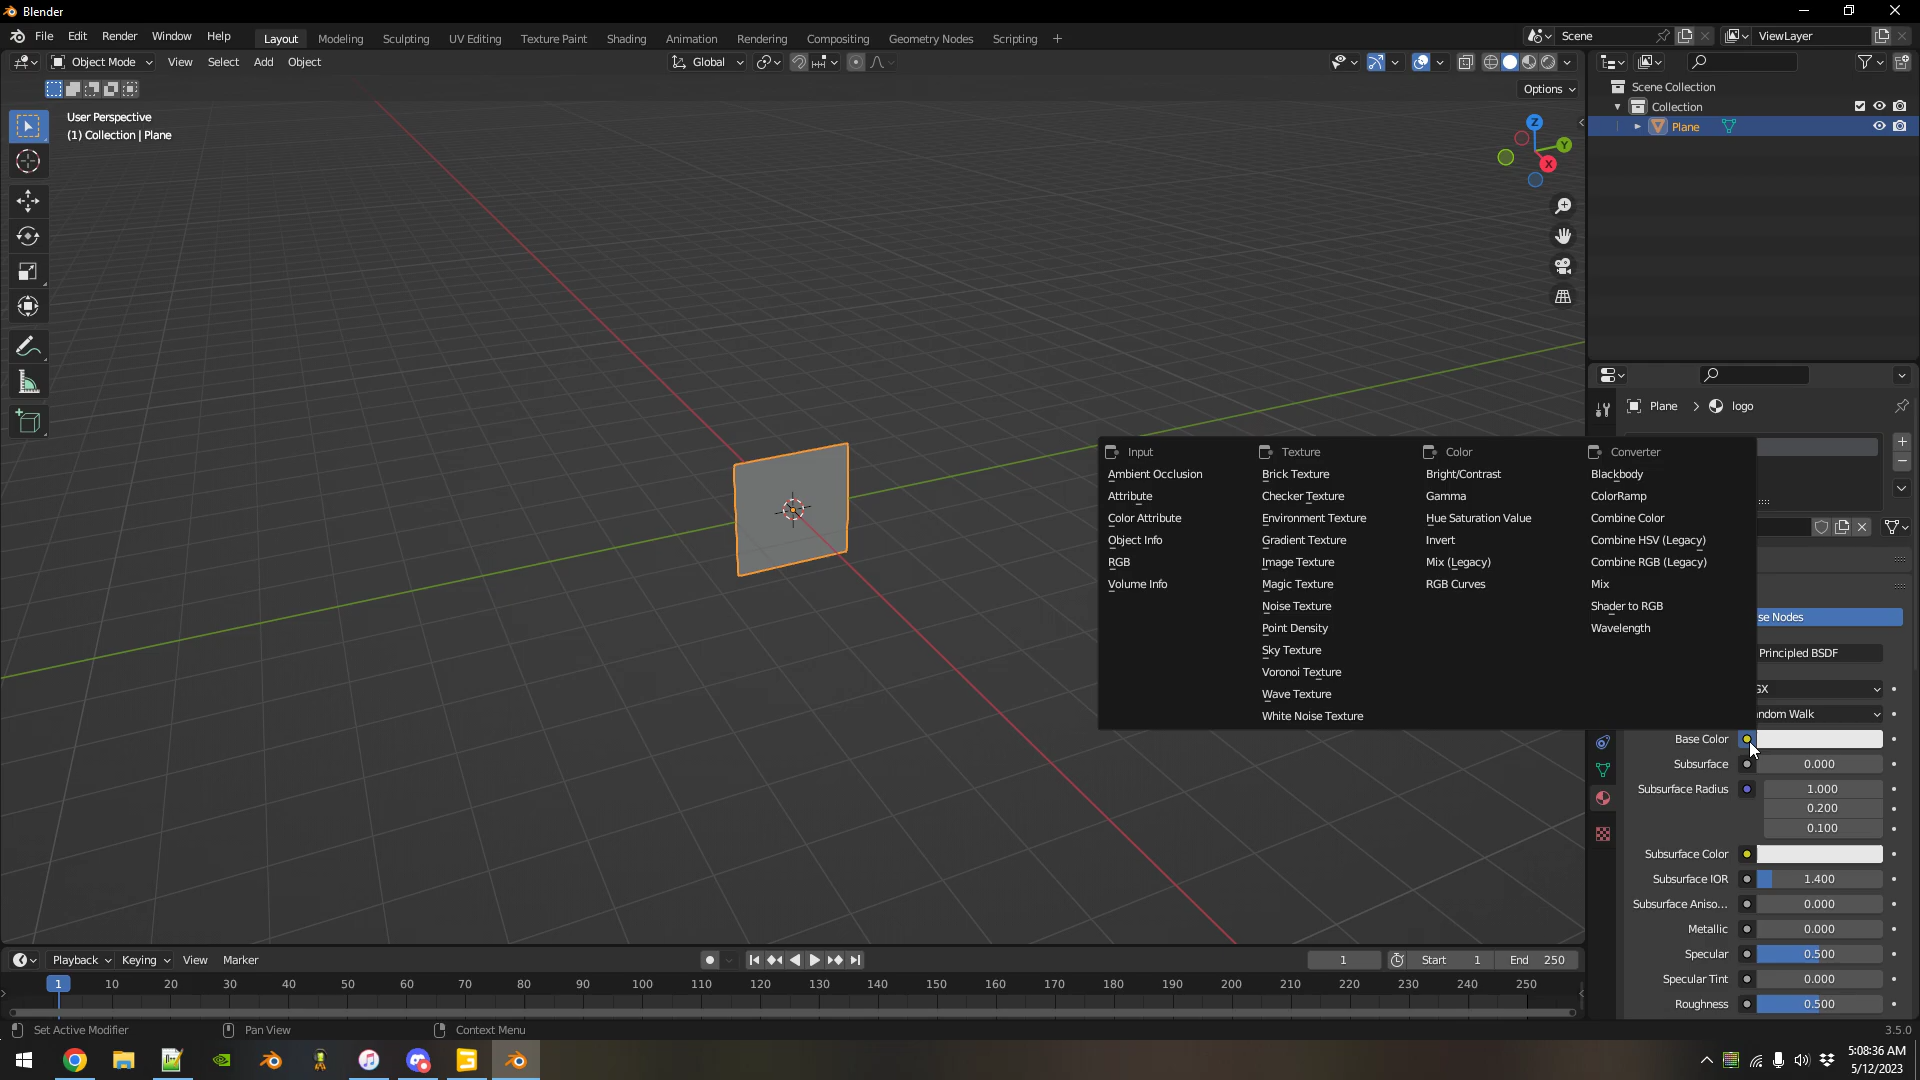 Blender
File Edit Render Window Help
Layout Modeling Sculpting UV Editing Texture Paint Shading Animation Rendering Compositing Geometry Nodes Scripting
Scene
ViewLayer
Object Mode View Select Add Object
Global
Options
User Perspective
(1) Collection | Plane
Z
Y
X
Scene Collection
Collection
Plane
Plane > logo
Input
Ambient Occlusion
Attribute
Color Attribute
Object Info
RGB
Volume Info
Texture
Brick Texture
Checker Texture
Environment Texture
Gradient Texture
Image Texture
Magic Texture
Noise Texture
Point Density
Sky Texture
Voronoi Texture
Wave Texture
White Noise Texture
Color
Bright/Contrast
Gamma
Hue Saturation Value
Invert
Mix (Legacy)
RGB Curves
Converter
Blackbody
ColorRamp
Combine Color
Combine HSV (Legacy)
Combine RGB (Legacy)
Mix
Shader to RGB
Wavelength
se Nodes
Principled BSDF
GX
ndom Walk
Base Color
Subsurface 0.000
Subsurface Radius 1.000
0.200
0.100
Subsurface Color
Subsurface IOR 1.400
Subsurface Aniso... 0.000
Metallic 0.000
Specular 0.500
Specular Tint 0.000
Roughness 0.500
Playback Keying View Marker
1 Start 1 End 250
1 10 20 30 40 50 60 70 80 90 100 110 120 130 140 150 160 170 180 190 200 210 220 230 240 250
Set Active Modifier Pan View Context Menu
3.5.0
5:08:36 AM
5/12/2023